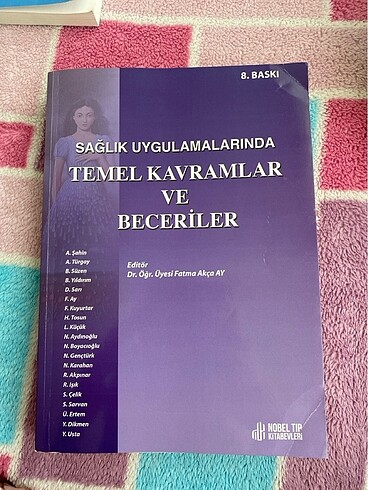 8. BASKI
SAĞLIK UYGULAMALARINDA
TEMEL KAVRAMLAR
VE
BECERİLER
Editör
Dr. Öğr. Üyesi Fatma Akça AY
A. Şahin
A. Türgay
B. Süzen
B. Yıldırım
D. Sarı
F. Ay
F. Kuyurtar
H. Tosun
L. Küçük
N. Aydınoğlu
N. Boyacıoğlu
N. Gençtürk
N. Karahan
R. Akpınar
R. Işık
S. Çelik
S. Sarvan
Ü. Ertem
Y. Dikmen
Y. Usta
NOBEL TIP
KİTABEVLERİ